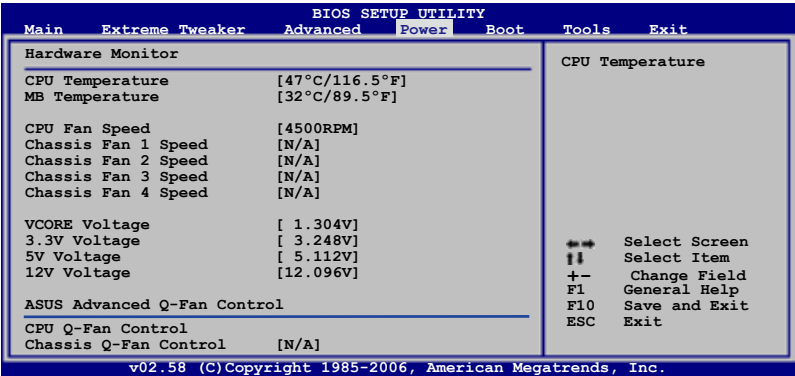 BIOS SETUP UTILITY
Main Extreme Tweaker Advanced Power Boot Tools Exit
Hardware Monitor
CPU Temperature [47°C/116.5°F]
MB Temperature [32°C/89.5°F]
CPU Fan Speed [4500RPM]
Chassis Fan 1 Speed [N/A]
Chassis Fan 2 Speed [N/A]
Chassis Fan 3 Speed [N/A]
Chassis Fan 4 Speed [N/A]
VCORE Voltage [ 1.304V]
3.3V Voltage [ 3.248V]
5V Voltage [ 5.112V]
12V Voltage [12.096V]
ASUS Advanced Q-Fan Control
CPU Q-Fan Control
Chassis Q-Fan Control [N/A]
CPU Temperature
←→ Select Screen
↑↓ Select Item
+- Change Field
F1 General Help
F10 Save and Exit
ESC Exit
v02.58 (C)Copyright 1985-2006, American Megatrends, Inc.